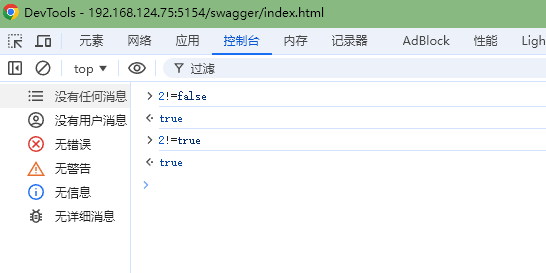 DevTools - 192.168.124.75:5154/swagger/index.html
元素 网络 应用 控制台 内存 记录器 AdBlock 性能 Ligh
top 过滤
没有任何消息
没有用户消息
无错误
无警告
无信息
无详细消息
2!=false
true
2!=true
true